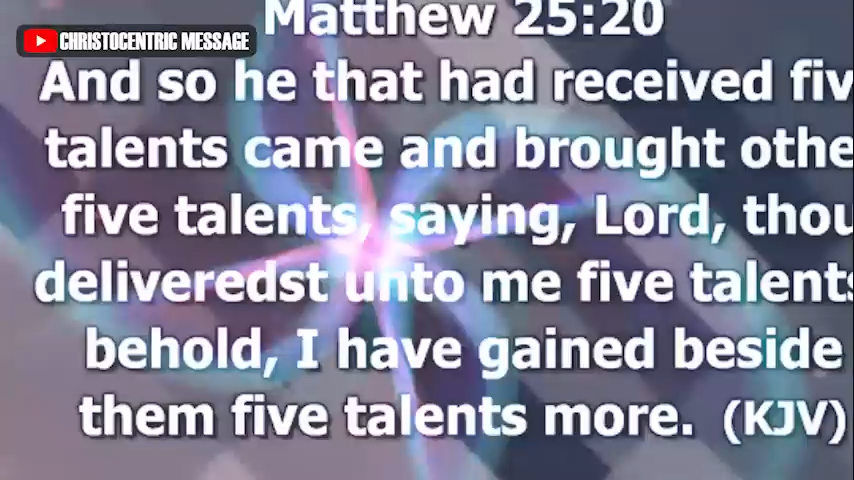 Matthew 25:20
CHRISTOCENTRIC MESSAGE
And so he that had received fiv
talents came and brought othe
five talents, saying, Lord, thou
deliveredst unto me five talents
behold, I have gained beside
them five talents more. (KJV)